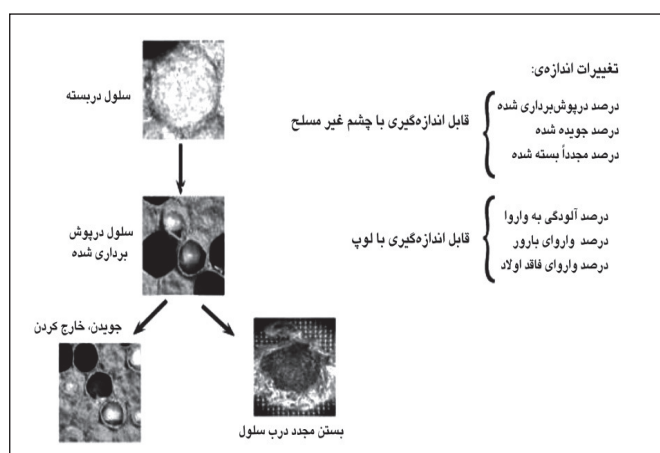 تغییرات اندازه‌ی:
درصد درپوش‌برداری شده
درصد جویده شده
درصد مجدداً بسته شده
قابل اندازه‌گیری با چشم غیر مسلح
درصد آلودگی به واروا
درصد واروای بارور
درصد واروای فاقد اولاد
قابل اندازه‌گیری با لوپ
سلول دربسته
سلول درپوش
برداری شده
جویدن، خارج کردن
بستن مجدد درب سلول